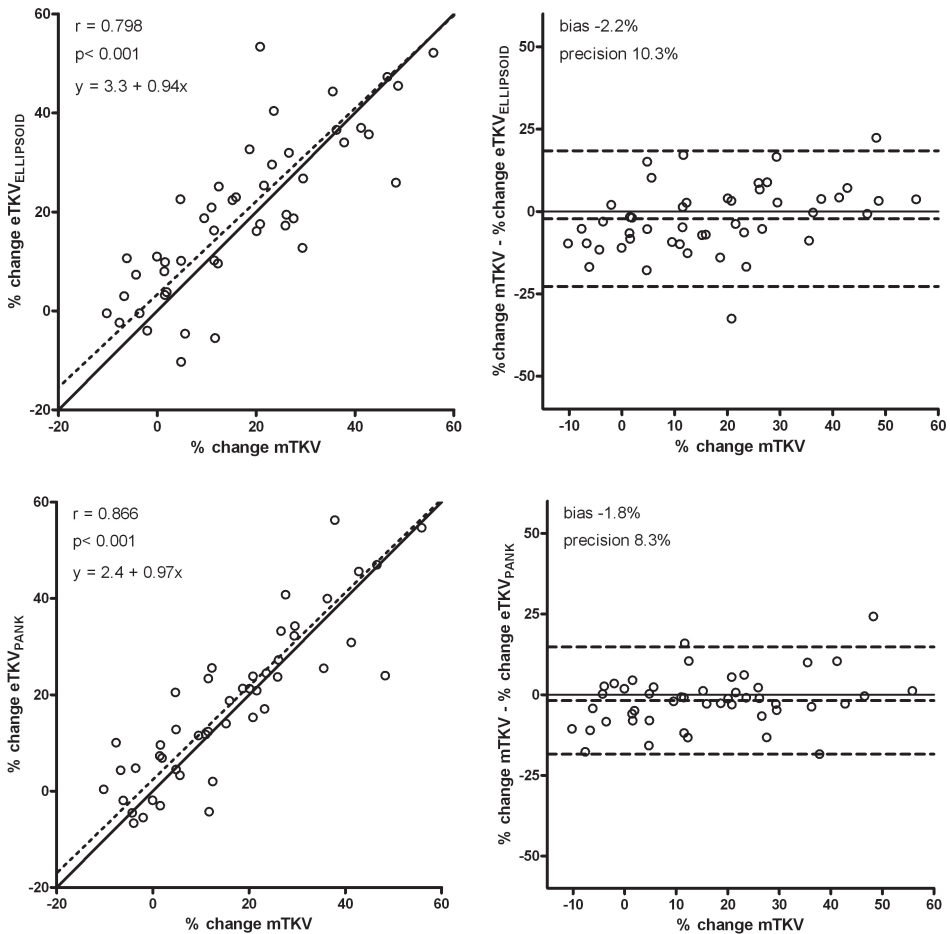 r = 0.798
p< 0.001
y = 3.3 + 0.94x
60
40
20
0
-20
% change eTKVELLIPSOID
-20 0 20 40 60
% change mTKV
bias -2.2%
precision 10.3%
50
25
0
-25
-50
%change mTKV - %change eTKVELLIPSOID
-10 0 10 20 30 40 50 60
% change mTKV
r = 0.866
p< 0.001
y = 2.4 + 0.97x
60
40
20
0
-20
% change eTKVPANK
-20 0 20 40 60
% change mTKV
bias -1.8%
precision 8.3%
50
25
0
-25
-50
% change mTKV - % change eTKVPANK
-10 0 10 20 30 40 50 60
% change mTKV